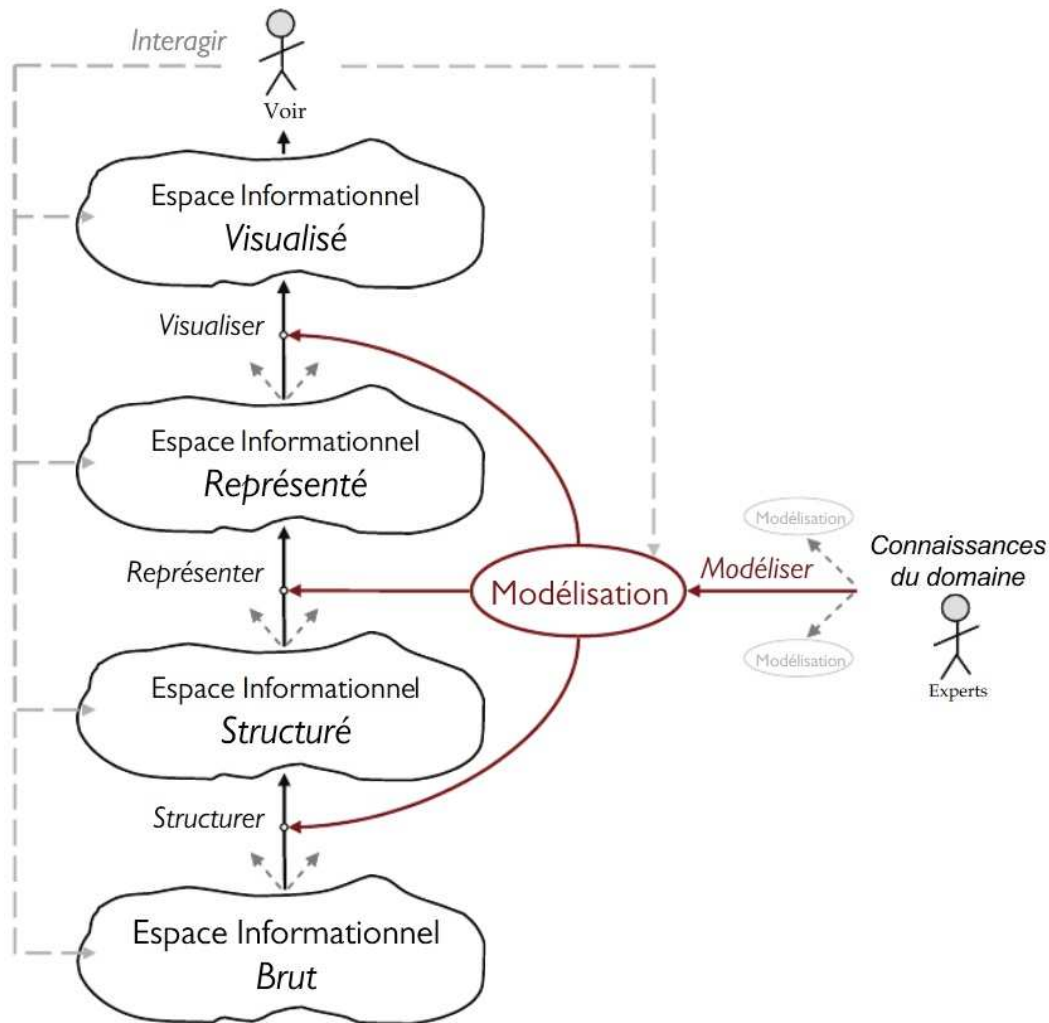 Interagir
Voir
Espace Informationnel
Visualisé
Visualiser
Espace Informationnel
Représenté
Représenter
Modélisation
Modéliser
Modélisation
Connaissances
du domaine
Modélisation
Experts
Espace Informationnel
Structuré
Structurer
Espace Informationnel
Brut